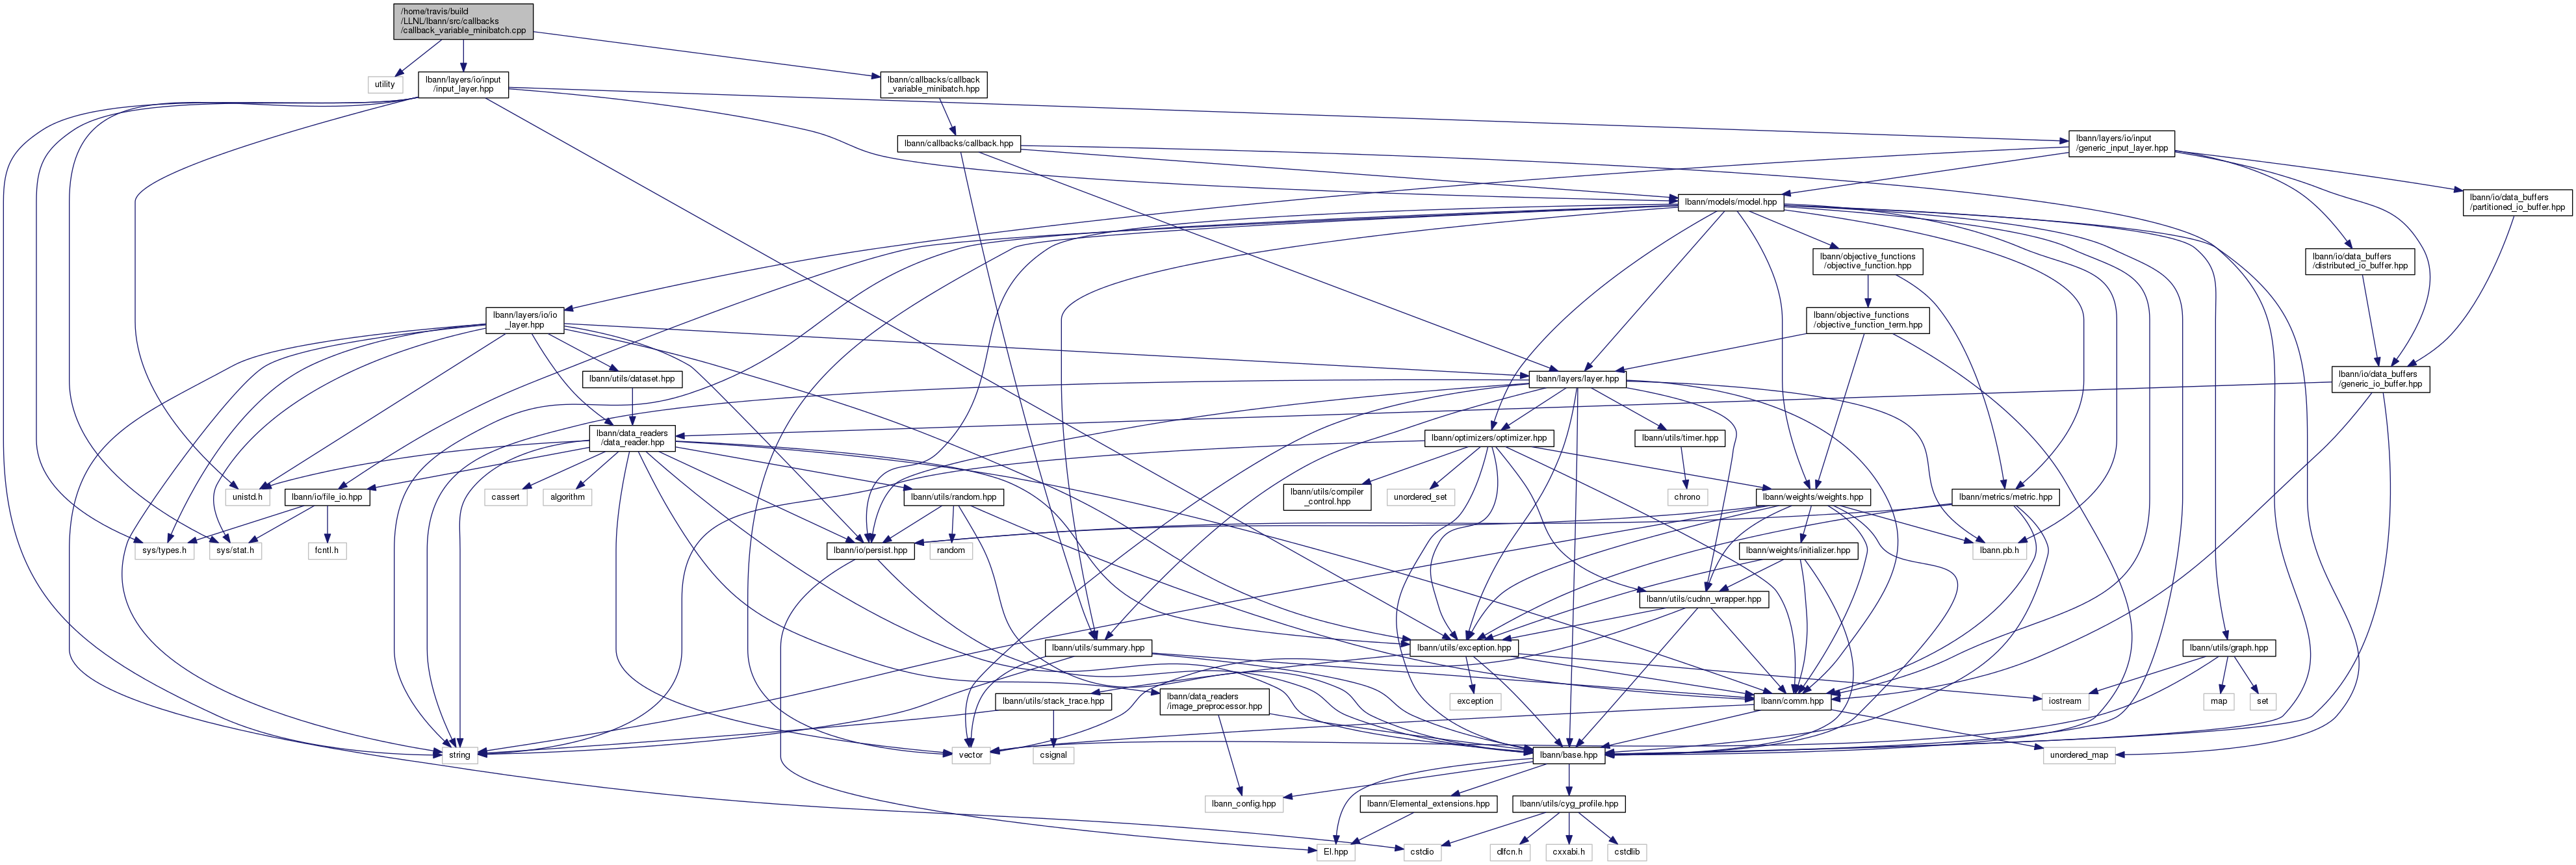 /home/travis/build
/LLNL/lbann/src/callbacks
/callback_variable_minibatch.cpp
utility
lbann/layers/io/input
/input_layer.hpp
lbann/callbacks/callback
_variable_minibatch.hpp
lbann/callbacks/callback.hpp
lbann/layers/io/input
/generic_input_layer.hpp
lbann/models/model.hpp
lbann/io/data_buffers
/partitioned_io_buffer.hpp
lbann/objective_functions
/objective_function.hpp
lbann/io/data_buffers
/distributed_io_buffer.hpp
lbann/layers/io/io
_layer.hpp
lbann/objective_functions
/objective_function_term.hpp
lbann/utils/dataset.hpp
lbann/layers/layer.hpp
lbann/io/data_buffers
/generic_io_buffer.hpp
lbann/data_readers
/data_reader.hpp
lbann/optimizers/optimizer.hpp
lbann/utils/timer.hpp
unistd.h
lbann/io/file_io.hpp
cassert
algorithm
lbann/utils/random.hpp
lbann/utils/compiler
_control.hpp
unordered_set
chrono
lbann/weights/weights.hpp
lbann/metrics/metric.hpp
sys/types.h
sys/stat.h
fcntl.h
lbann/io/persist.hpp
random
lbann/weights/initializer.hpp
lbann.pb.h
lbann/utils/cudnn_wrapper.hpp
lbann/utils/summary.hpp
lbann/utils/exception.hpp
lbann/utils/graph.hpp
lbann/utils/stack_trace.hpp
lbann/data_readers
/image_preprocessor.hpp
exception
lbann/comm.hpp
iostream
map
set
string
vector
csignal
lbann/base.hpp
unordered_map
lbann_config.hpp
lbann/Elemental_extensions.hpp
lbann/utils/cyg_profile.hpp
El.hpp
cstdio
dlfcn.h
cxxabi.h
cstdlib